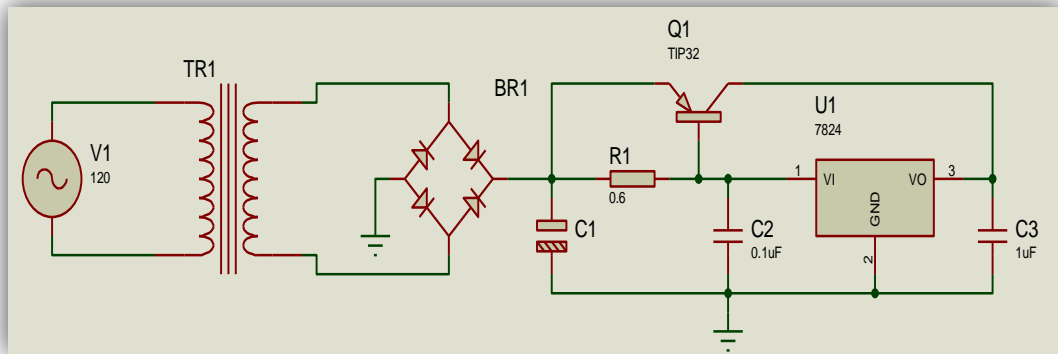 Q1
TIP32
TR1
BR1
U1
7824
V1
120
R1
0.6
1
VI
VO
3
GND
2
C1
C2
0.1uF
C3
1uF